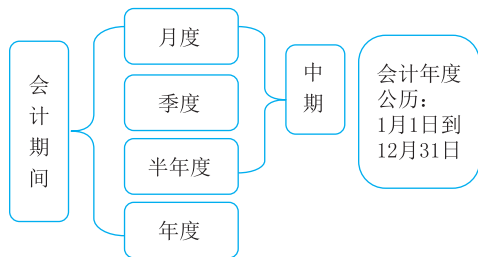 会计期间
月度
季度
半年度
年度
中期
会计年度
公历：
1月1日到
12月31日